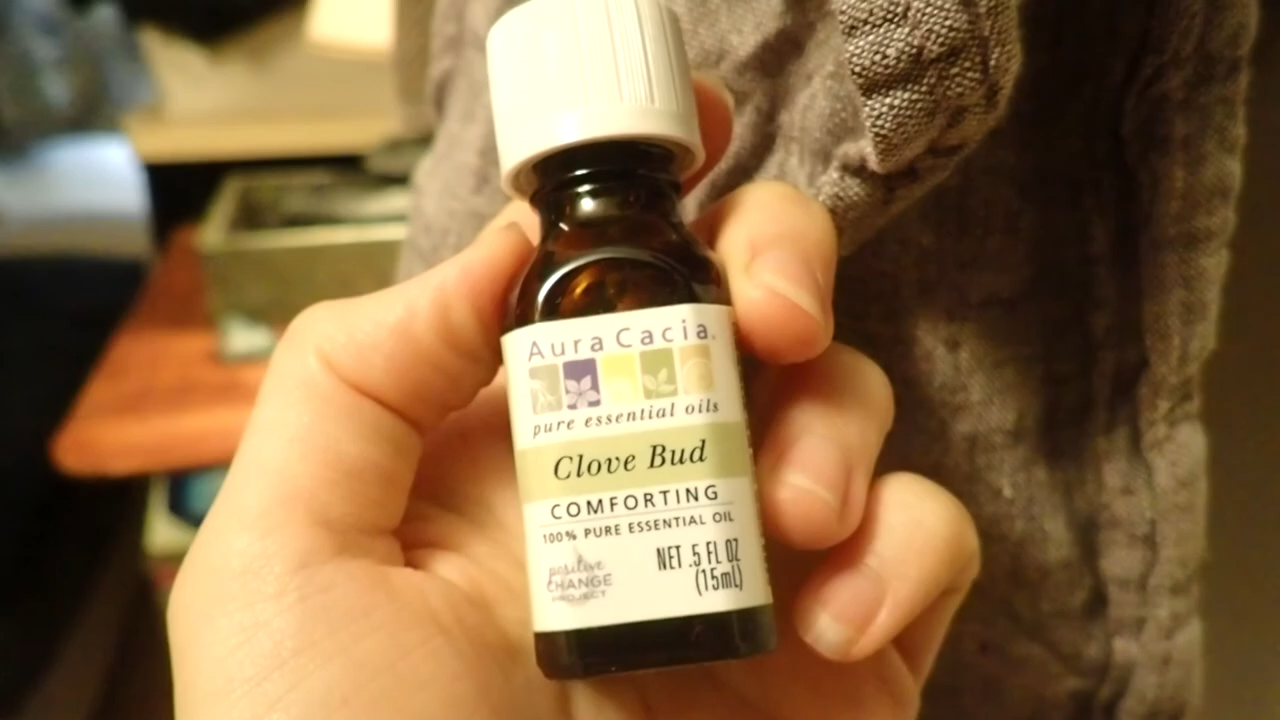 Aura Cacia®
pure essential oils
Clove Bud
COMFORTING
100% PURE ESSENTIAL OIL
positive
CHANGE
PROJECT
NET .5 FL OZ
(15mL)